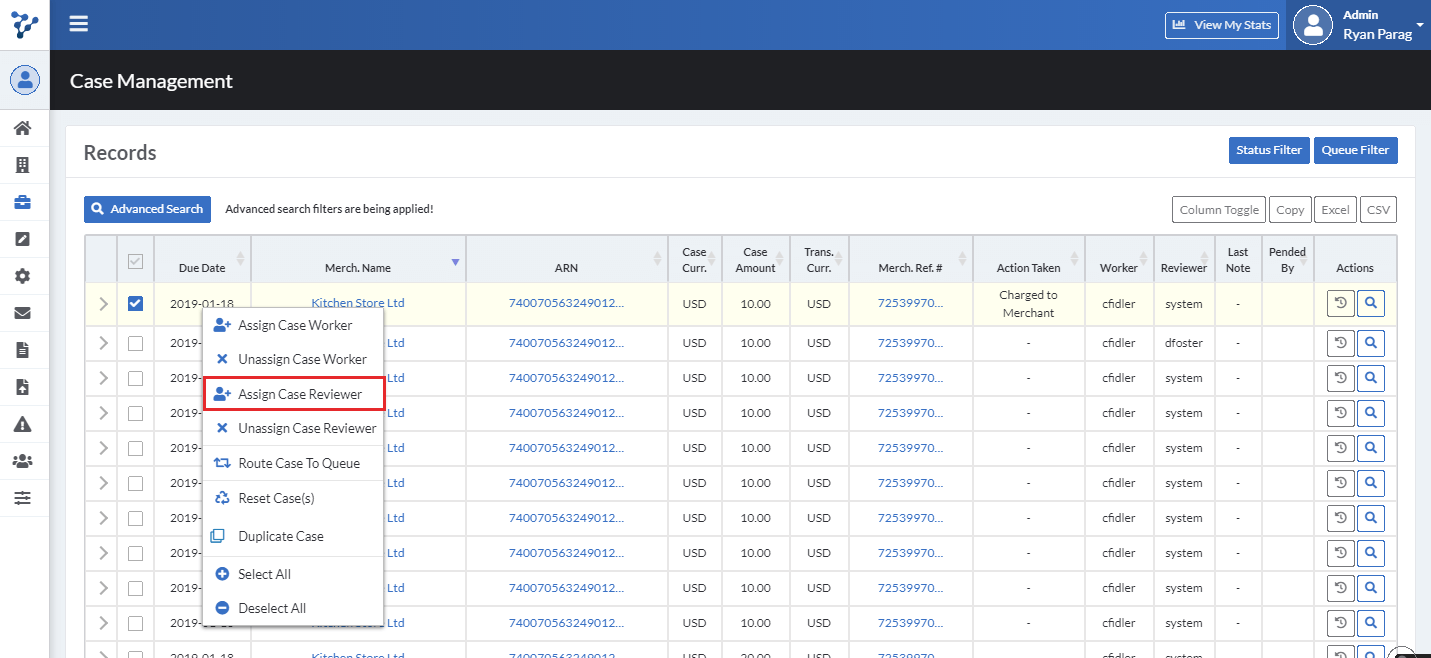 View My Stats
Admin
Ryan Parag
Case Management
Records
Status Filter Queue Filter
Advanced Search Advanced search filters are being applied!
Column Toggle Copy Excel CSV
Due Date Merch. Name ARN Case Curr. Case Amount Trans. Curr. Merch. Ref. # Action Taken Worker Reviewer Last Note Pended By Actions
2019-01-18 Kitchen Store Ltd 740070563249012... USD 10.00 USD 72539970... Charged to Merchant cfidler system -
2019- Ltd 740070563249012... USD 10.00 USD 72539970... - cfidler dfoster -
2019- Ltd 740070563249012... USD 10.00 USD 72539970... - cfidler system -
2019- Ltd 740070563249012... USD 10.00 USD 72539970... - cfidler system -
2019- Ltd 740070563249012... USD 10.00 USD 72539970... - cfidler system -
2019- Ltd 740070563249012... USD 10.00 USD 72539970... - cfidler system -
2019- Ltd 740070563249012... USD 10.00 USD 72539970... - cfidler system -
2019- Ltd 740070563249012... USD 10.00 USD 72539970... - cfidler system -
2019- Ltd 740070563249012... USD 10.00 USD 72539970... - cfidler system -
2019- Ltd 740070563249012... USD 10.00 USD 72539970... - cfidler system -
Assign Case Worker
Unassign Case Worker
Assign Case Reviewer
Unassign Case Reviewer
Route Case To Queue
Reset Case(s)
Duplicate Case
Select All
Deselect All
2019-01-18 Kitchen Store Ltd 740070563249012... USD 20.00 USD 72539970... - cfidler system -